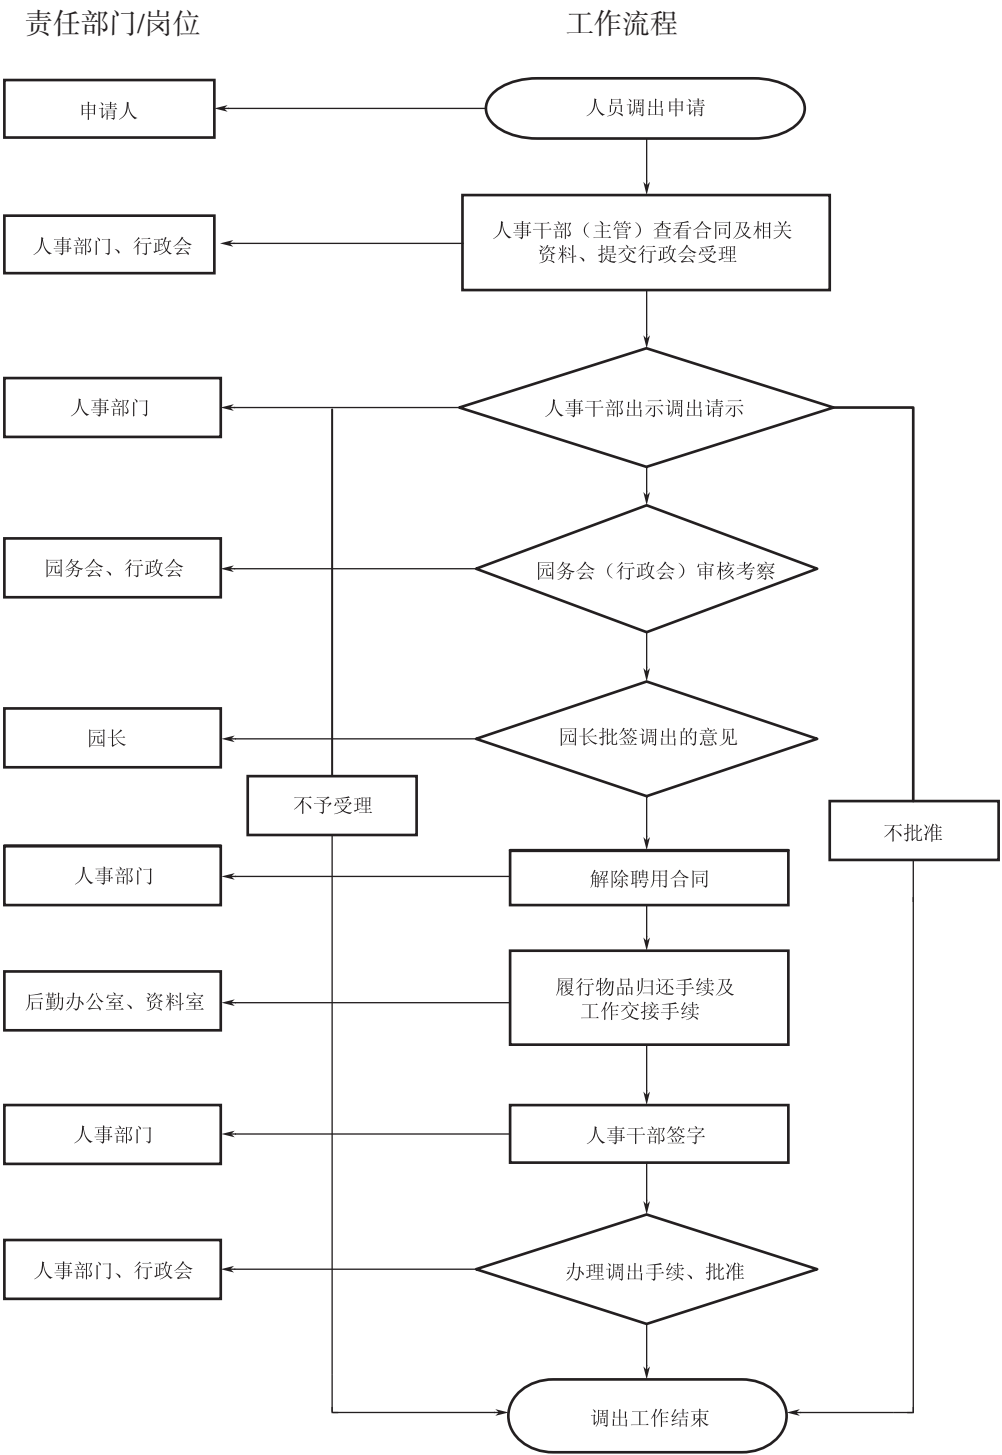 责任部门/岗位
工作流程
申请人
人员调出申请
人事部门、行政会
人事干部（主管）查看合同及相关
资料、提交行政会受理
人事部门
人事干部出示调出请示
园务会、行政会
园务会（行政会）审核考察
园长
园长批签调出的意见
不予受理
不批准
人事部门
解除聘用合同
后勤办公室、资料室
履行物品归还手续及
工作交接手续
人事部门
人事干部签字
人事部门、行政会
办理调出手续、批准
调出工作结束